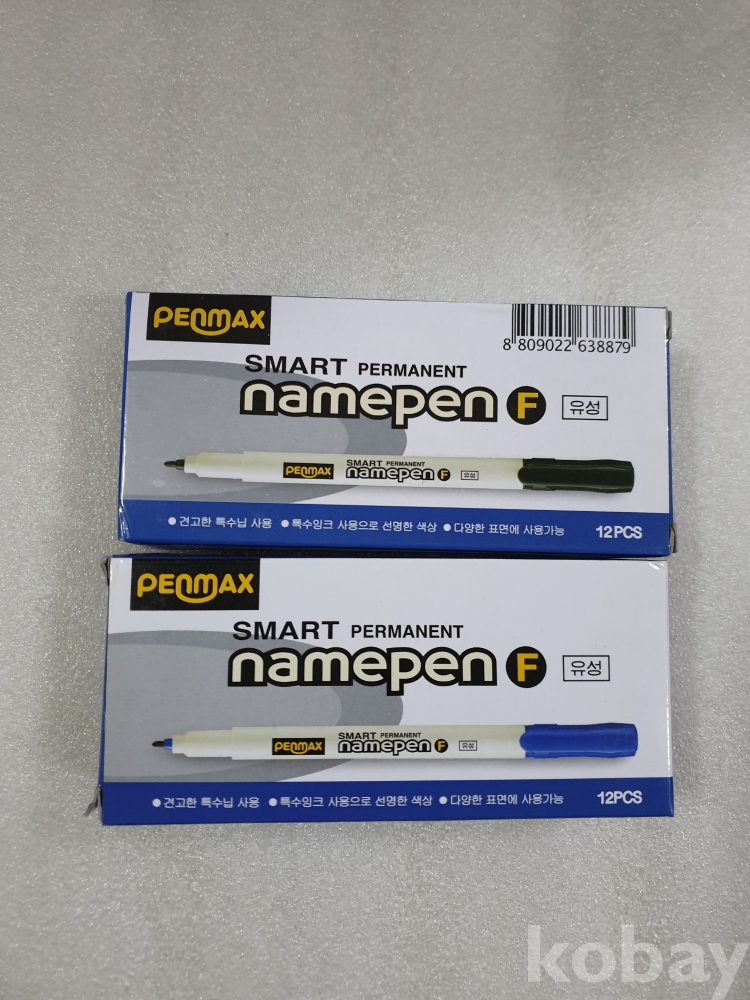 PENMAX
8 809022 638879
SMART PERMANENT
namepen F 유성
PENMAX SMART PERMANENT
namepen F 유성
● 견고한 특수닙 사용 ● 특수잉크 사용으로 선명한 색상 ● 다양한 표면에 사용가능 12PCS
PENMAX
SMART PERMANENT
namepen F 유성
PENMAX SMART PERMANENT
namepen F 유성
● 견고한 특수닙 사용 ● 특수잉크 사용으로 선명한 색상 ● 다양한 표면에 사용가능 12PCS
kobay